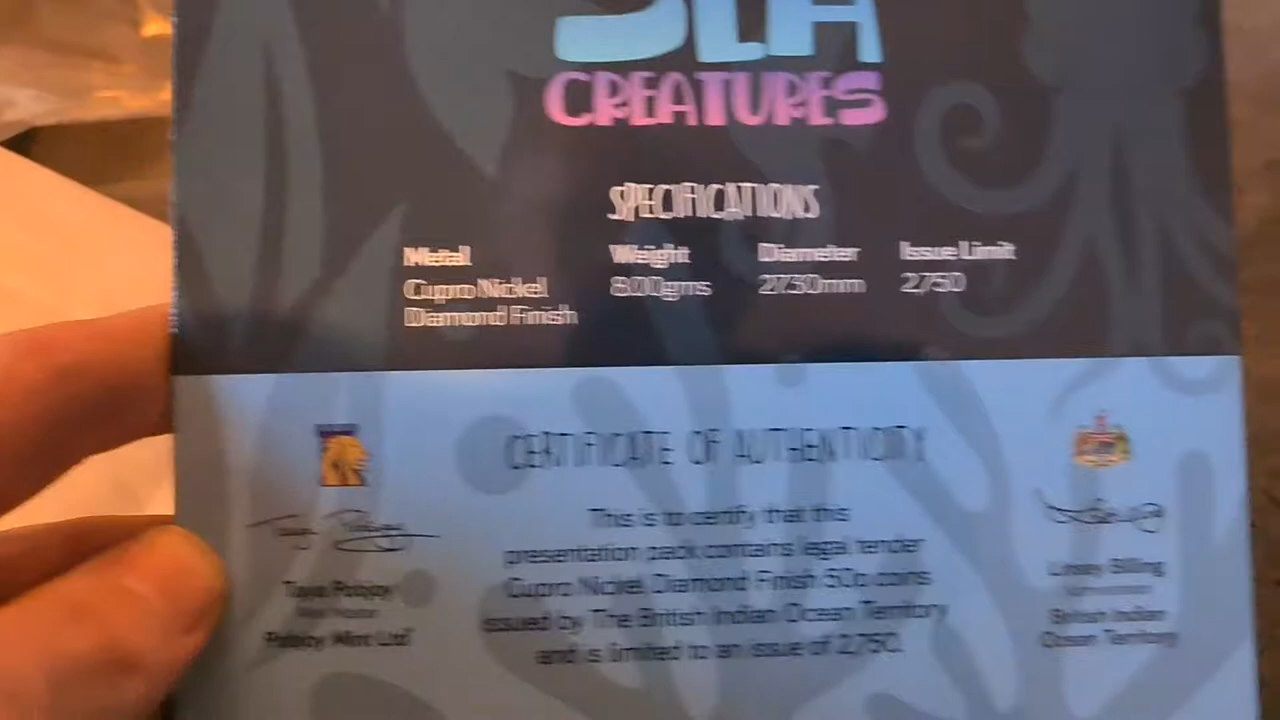 SEA
CREATURES
SPECIFICATIONS
Metal Weight Diameter Issue Limit
Cupro Nickel 8.00gms 27.30mm 2,750
Diamond Finish
CERTIFICATE OF AUTHENTICITY
This is to certify that this
presentation pack contains legal tender
Cupro Nickel Diamond Finish 50p coins
issued by The British Indian Ocean Territory
and is limited to an issue of 2,750.
Pobjoy
Pobjoy Mint Ltd
Billing
British Indian
Ocean Territory